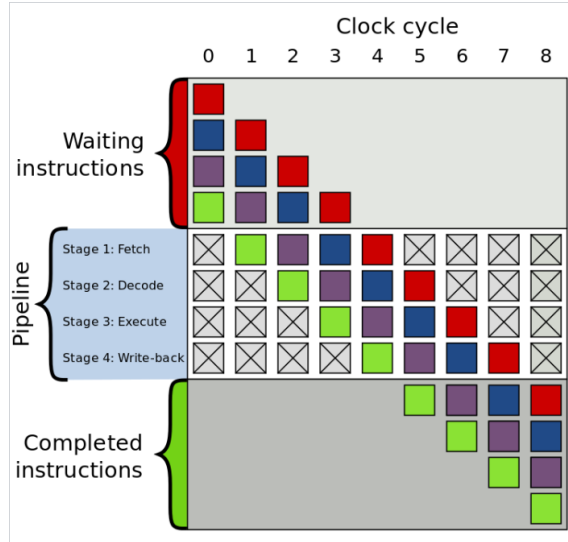 Clock cycle
0 1 2 3 4 5 6 7 8
Waiting
instructions
Pipeline
Stage 1: Fetch
Stage 2: Decode
Stage 3: Execute
Stage 4: Write-back
Completed
instructions